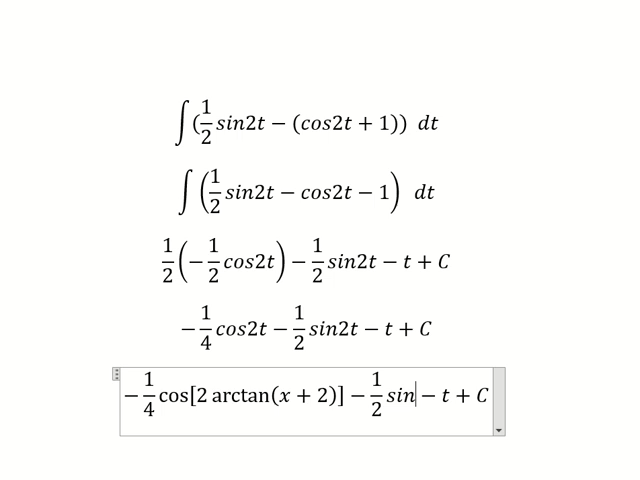 ∫(1/2 sin2t − (cos2t + 1)) dt
∫(1/2 sin2t − cos2t − 1) dt
1/2(−1/2 cos2t) − 1/2 sin2t − t + C
−1/4 cos2t − 1/2 sin2t − t + C
−1/4 cos[2 arctan(x + 2)] − 1/2 sin − t + C